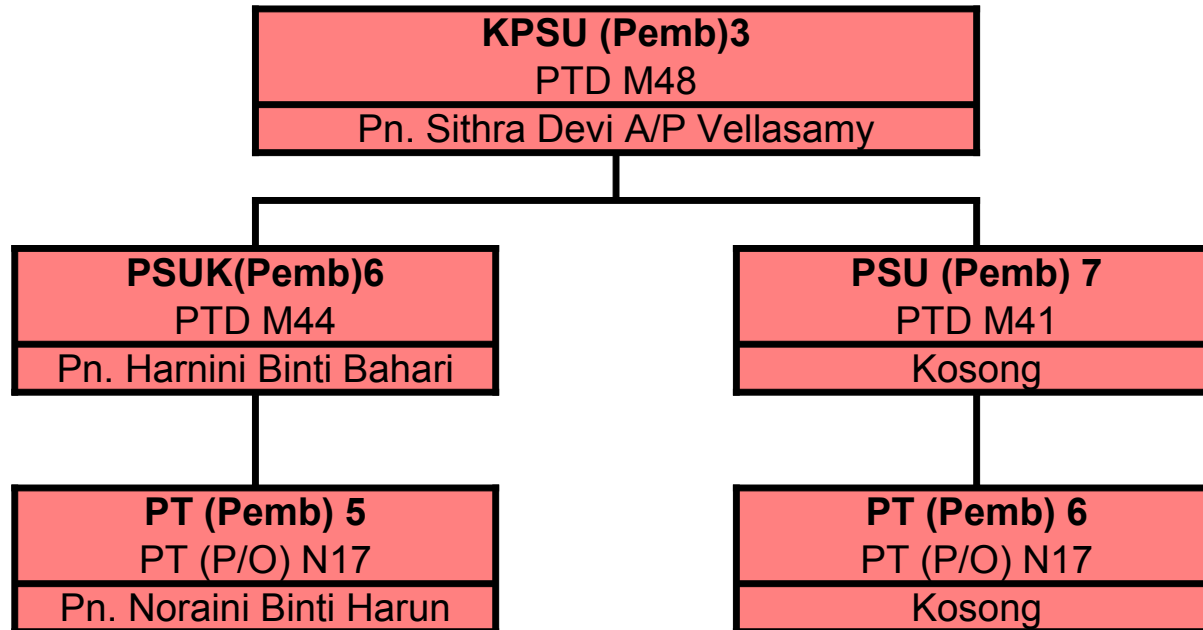 KPSU (Pemb)3
PTD M48
Pn. Sithra Devi A/P Vellasamy
PSUK(Pemb)6
PTD M44
Pn. Harnini Binti Bahari
PSU (Pemb) 7
PTD M41
Kosong
PT (Pemb) 5
PT (P/O) N17
Pn. Noraini Binti Harun
PT (Pemb) 6
PT (P/O) N17
Kosong